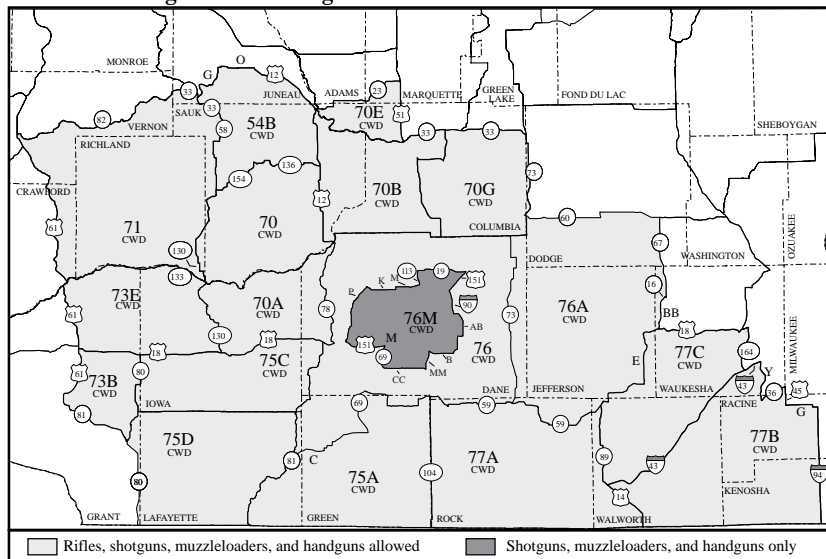 MONROE
G
O
12
33
JUNEAU
ADAMS
23
MARQUETTE
GREEN
LAKE
FOND DU LAC
SAUK
33
70E
CWD
51
82
VERNON
58
54B
CWD
33
33
SHEBOYGAN
RICHLAND
136
154
73
CRAWFORD
12
70B
CWD
70G
CWD
61
71
CWD
70
CWD
COLUMBIA
60
OZUAKEE
130
DODGE
67
WASHINGTON
133
113
19
151
16
73E
CWD
K
M
P
70A
CWD
90
76A
CWD
61
78
76M
CWD
73
BB
130
M
AB
18
18
151
69
76
CWD
MILWAUKEE
18
75C
CWD
B
E
77C
CWD
164
61
80
CC
MM
Y
73B
CWD
43
DANE
JEFFERSON
WAUKESHA
36
45
IOWA
69
59
RACINE
81
G
59
75D
CWD
77B
CWD
81
C
77A
CWD
89
43
75A
CWD
104
94
80
14
KENOSHA
GRANT
LAFAYETTE
GREEN
ROCK
WALWORTH
Rifles, shotguns, muzzleloaders, and handguns allowed
Shotguns, muzzleloaders, and handguns only